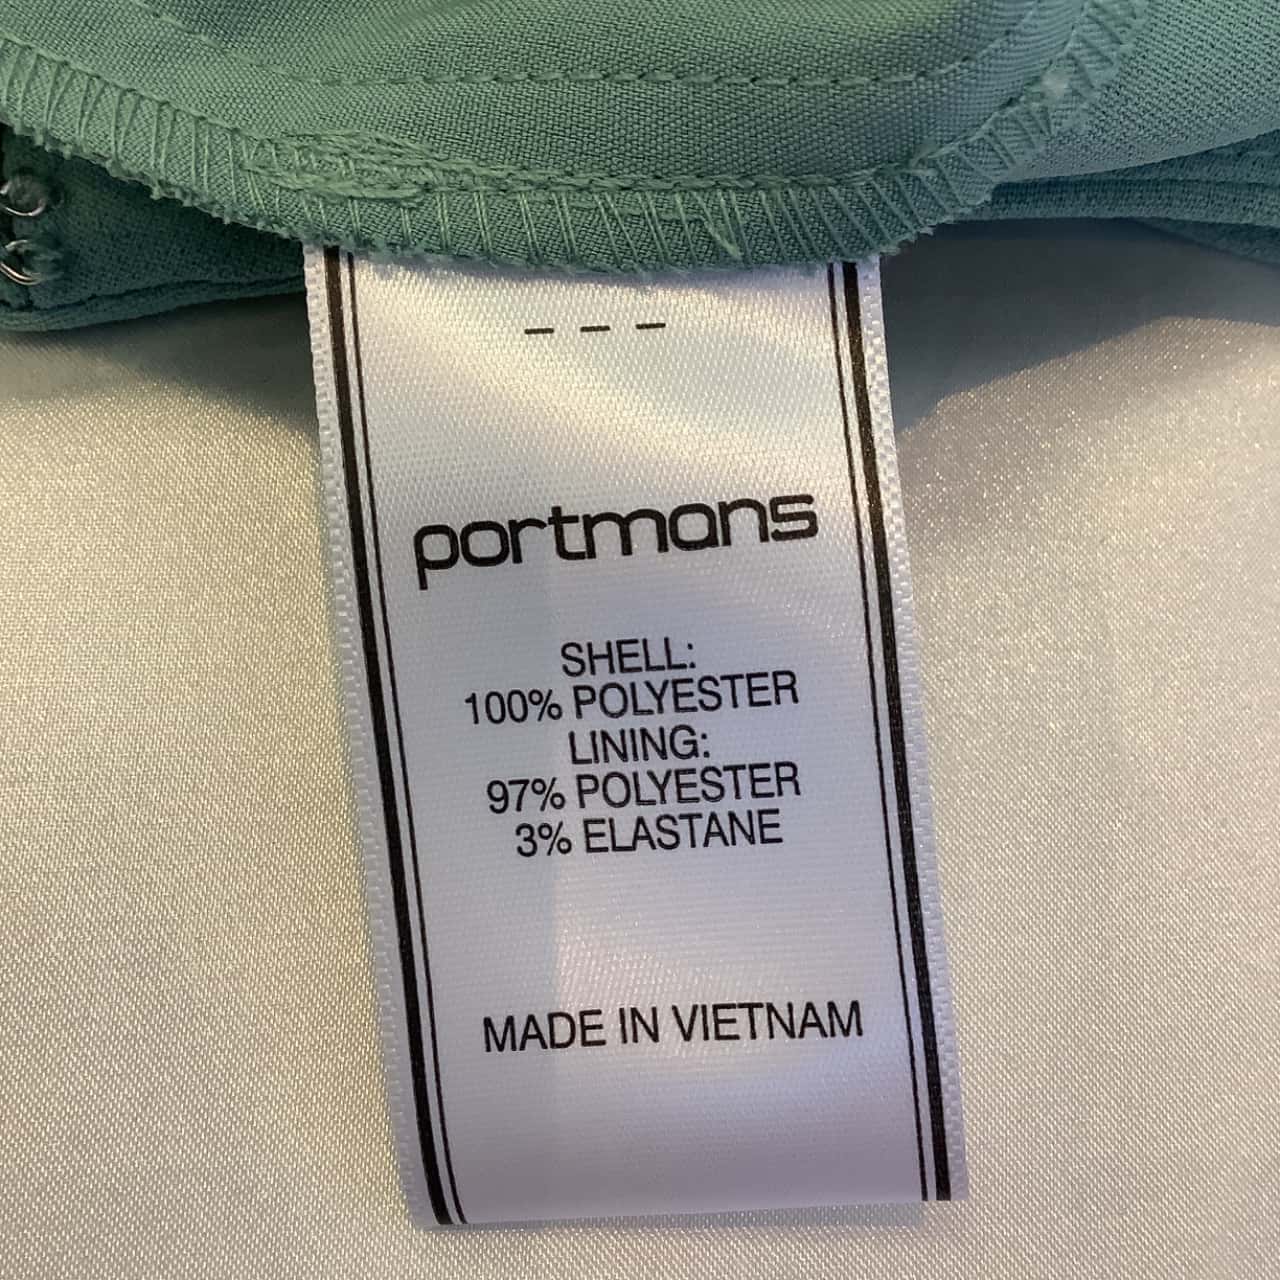 - - -
portmans
SHELL:
100% POLYESTER
LINING:
97% POLYESTER
3% ELASTANE
MADE IN VIETNAM